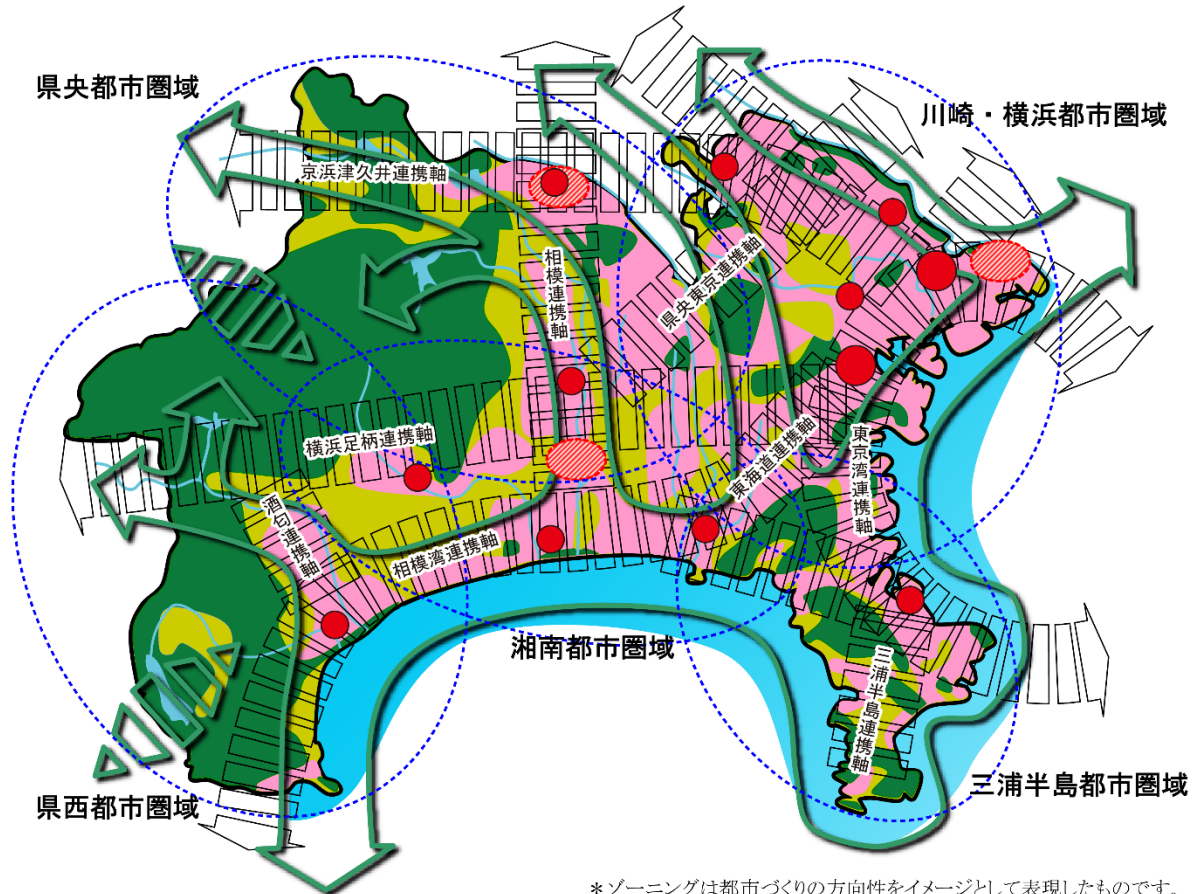 県央都市圏域
川崎・横浜都市圏域
京浜津久井連携軸
相模連携軸
県央東京連携軸
横浜足柄連携軸
東海道連携軸
東京湾連携軸
酒匂連携軸
相模湾連携軸
湘南都市圏域
三浦半島連携軸
三浦半島都市圏域
県西都市圏域
*ゾーニングは都市づくりの方向性をイメージとして表現したものです。